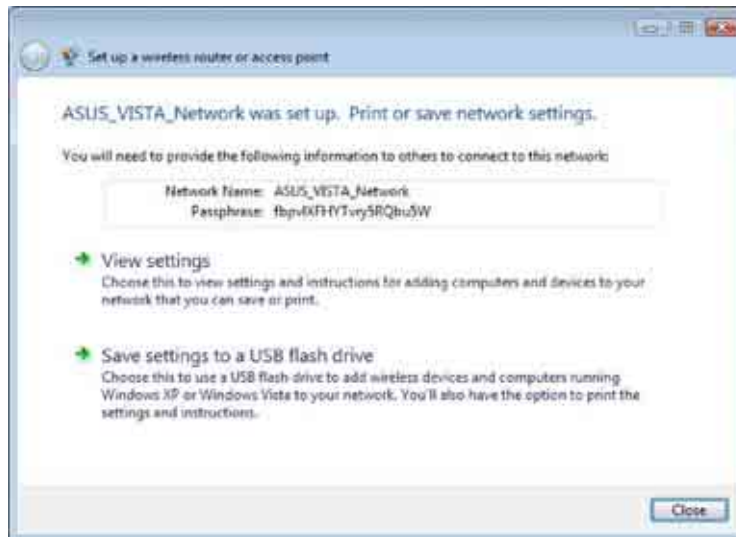 Set up a wireless router or access point
ASUS_VISTA_Network was set up. Print or save network settings.
You will need to provide the following information to others to connect to this network:
Network Name: ASUS_VISTA_Network
Passphrase:
View settings
Choose this to view settings and instructions for adding computers and devices to your
network that you can save or print.
Save settings to a USB flash drive
Choose this to use a USB flash drive to add wireless devices and computers running
Windows XP or Windows Vista to your network. You'll also have the option to print the
settings and instructions.
Close